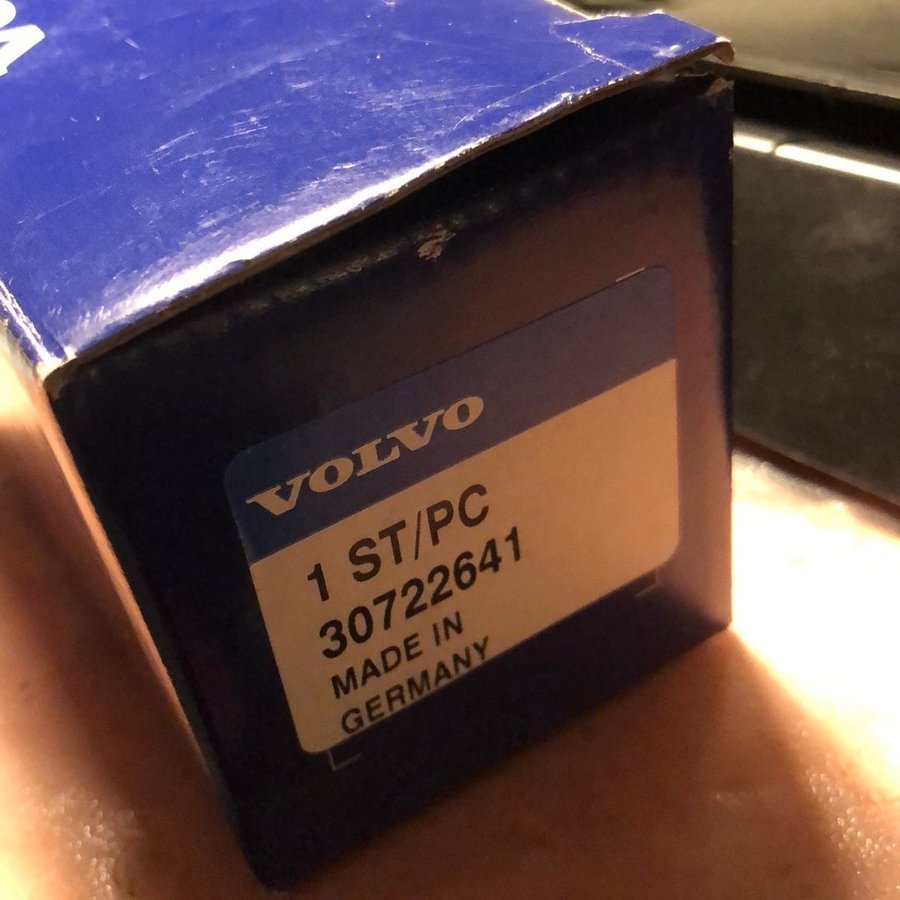 VOLVO
1 ST/PC
30722641
MADE IN
GERMANY